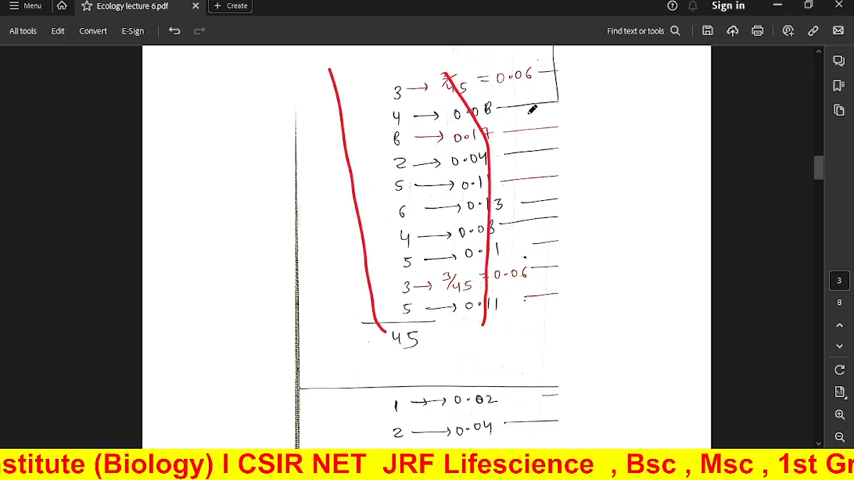 Menu
Ecology lecture 6.pdf
Create
Sign in
All tools Edit Convert E-Sign
Find text or tools
3 → 3/45 = 0.06
4 → 0.08
8 → 0.17
2 → 0.04
5 → 0.11
6 → 0.13
4 → 0.08
5 → 0.11
3 → 3/45 = 0.06
5 → 0.11
45
1 → 0.02
2 → 0.04
3
8
stitute (Biology) I CSIR NET JRF Lifescience , Bsc , Msc , 1st Gr